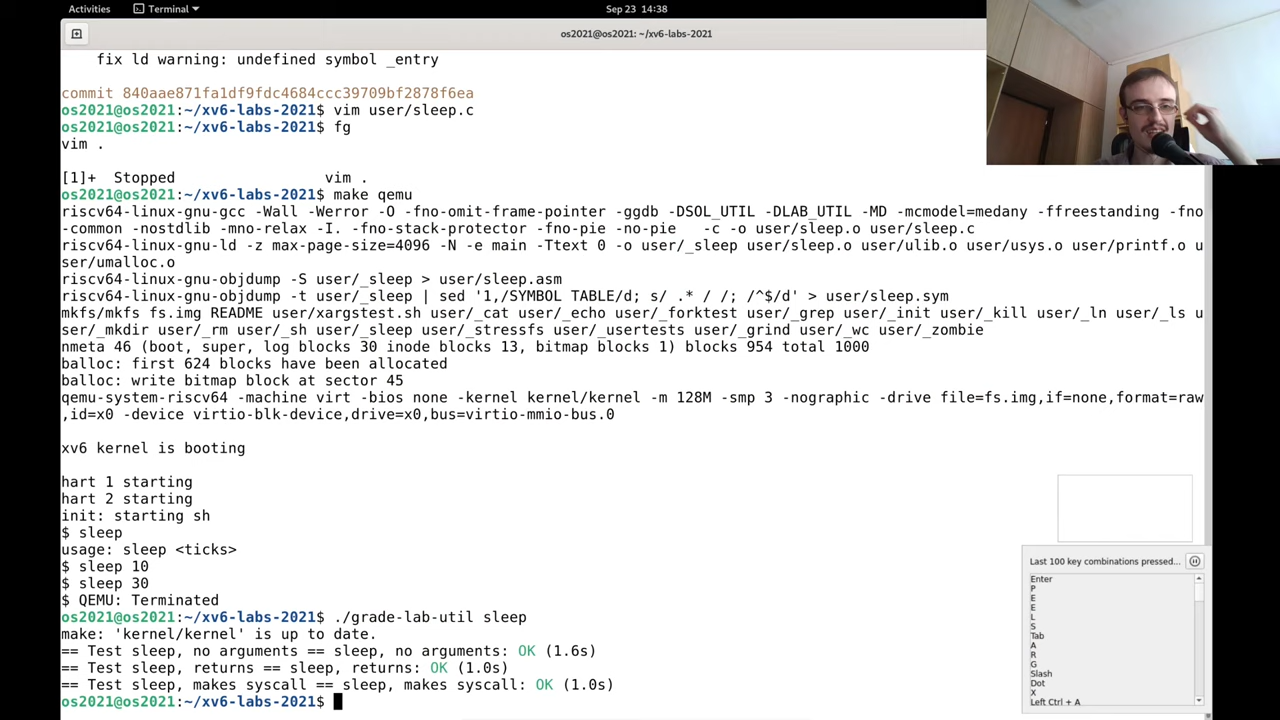 Activities
Terminal
Sep 23 14:38
os2021@os2021: ~/xv6-labs-2021
fix ld warning: undefined symbol _entry
commit 840aae871fa1df9fdc4684ccc39709bf2878f6ea
os2021@os2021:~/xv6-labs-2021$ vim user/sleep.c
os2021@os2021:~/xv6-labs-2021$ fg
vim .
[1]+  Stopped                 vim .
os2021@os2021:~/xv6-labs-2021$ make qemu
riscv64-linux-gnu-gcc -Wall -Werror -O -fno-omit-frame-pointer -ggdb -DSOL_UTIL -DLAB_UTIL -MD -mcmodel=medany -ffreestanding -fno
-common -nostdlib -mno-relax -I. -fno-stack-protector -fno-pie -no-pie   -c -o user/sleep.o user/sleep.c
riscv64-linux-gnu-ld -z max-page-size=4096 -N -e main -Ttext 0 -o user/_sleep user/sleep.o user/ulib.o user/usys.o user/printf.o u
ser/umalloc.o
riscv64-linux-gnu-objdump -S user/_sleep > user/sleep.asm
riscv64-linux-gnu-objdump -t user/_sleep | sed '1,/SYMBOL TABLE/d; s/ .* / /; /^$/d' > user/sleep.sym
mkfs/mkfs fs.img README user/xargstest.sh user/_cat user/_echo user/_forktest user/_grep user/_init user/_kill user/_ln user/_ls u
ser/_mkdir user/_rm user/_sh user/_sleep user/_stressfs user/_usertests user/_grind user/_wc user/_zombie
nmeta 46 (boot, super, log blocks 30 inode blocks 13, bitmap blocks 1) blocks 954 total 1000
balloc: first 624 blocks have been allocated
balloc: write bitmap block at sector 45
qemu-system-riscv64 -machine virt -bios none -kernel kernel/kernel -m 128M -smp 3 -nographic -drive file=fs.img,if=none,format=raw
,id=x0 -device virtio-blk-device,drive=x0,bus=virtio-mmio-bus.0
xv6 kernel is booting
hart 1 starting
hart 2 starting
init: starting sh
$ sleep
usage: sleep <ticks>
$ sleep 10
$ sleep 30
$ QEMU: Terminated
os2021@os2021:~/xv6-labs-2021$ ./grade-lab-util sleep
make: 'kernel/kernel' is up to date.
== Test sleep, no arguments == sleep, no arguments: OK (1.6s)
== Test sleep, returns == sleep, returns: OK (1.0s)
== Test sleep, makes syscall == sleep, makes syscall: OK (1.0s)
os2021@os2021:~/xv6-labs-2021$
Last 100 key combinations pressed...
Enter
P
E
E
L
S
Tab
A
R
G
Slash
Dot
X
Left Ctrl + A